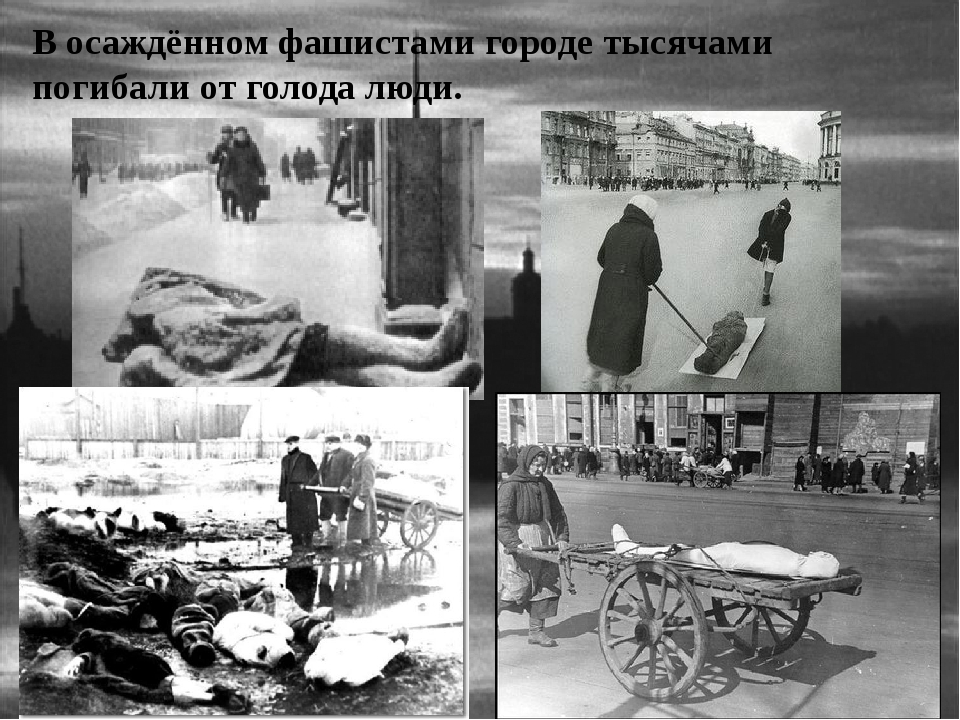 В осаждённом фашистами городе тысячами
погибали от голода люди.